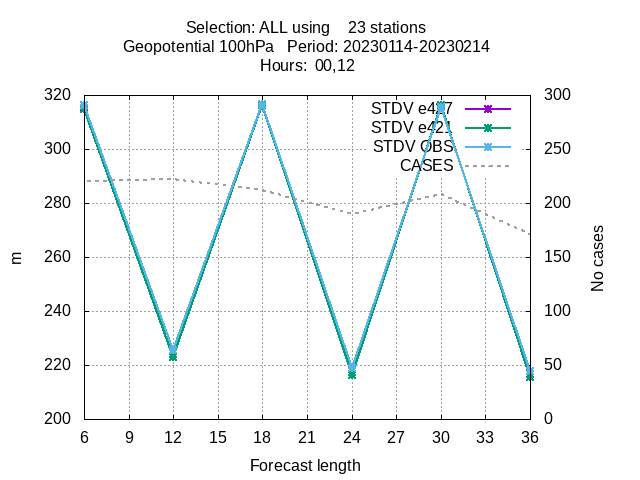 Selection: ALL using    23 stations
Geopotential 100hPa   Period: 20230114-20230214
Hours:  00,12
320
300
280
260
240
220
200
300
250
200
150
100
50
0
STDV e427
STDV e421
STDV OBS
CASES
m
No cases
6 9 12 15 18 21 24 27 30 33 36
Forecast length